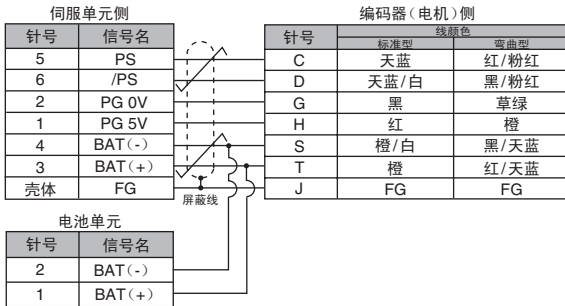 伺服单元侧
针号 信号名
5 PS
6 /PS
2 PG 0V
1 PG 5V
4 BAT(-)
3 BAT(+)
壳体 FG
屏蔽线
编码器(电机)侧
针号 线颜色
标准型 弯曲型
C 天蓝 红/粉红
D 天蓝/白 黑/粉红
G 黑 草绿
H 红 橙
S 橙/白 黑/天蓝
T 橙 红/天蓝
J FG FG
电池单元
针号 信号名
2 BAT(-)
1 BAT(+)